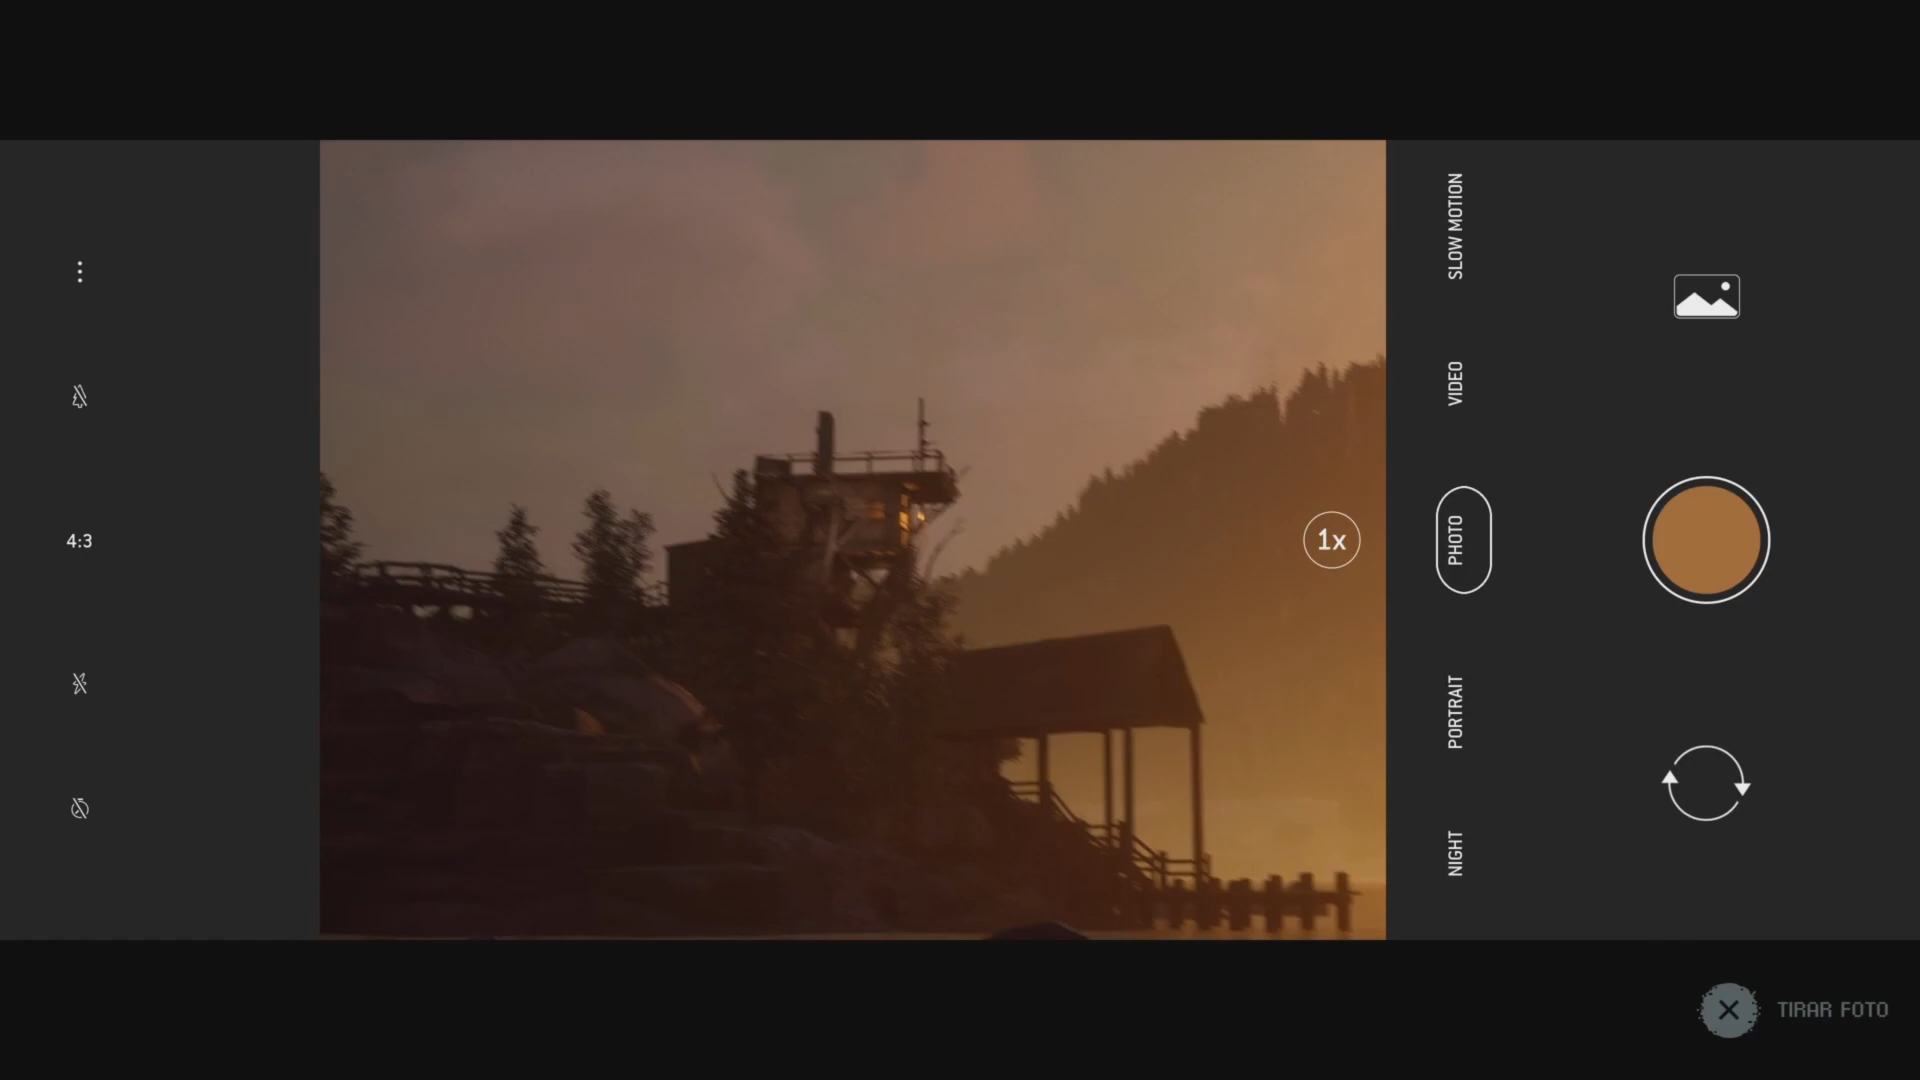 SLOW MOTION
VIDEO
4:3
1x
PHOTO
PORTRAIT
NIGHT
TIRAR FOTO